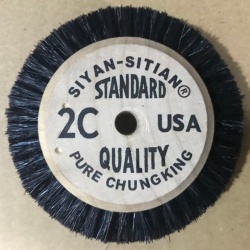 SIYAN-SITIAN®
STANDARD
2C USA
QUALITY
PURE CHUNGKING